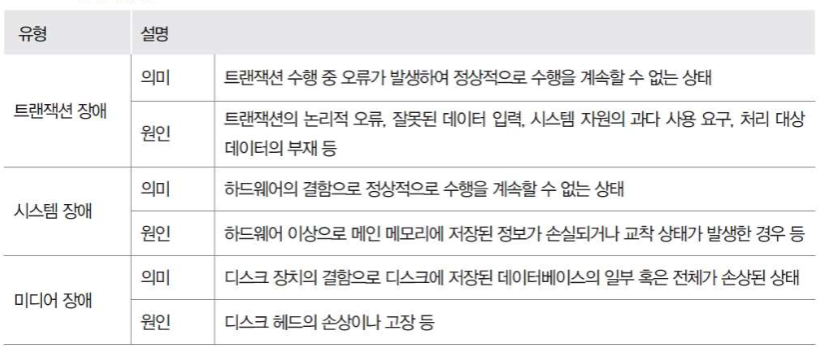 유형 설명
트랜잭션 장애
의미 트랜잭션 수행 중 오류가 발생하여 정상적으로 수행을 계속할 수 없는 상태
원인 트랜잭션의 논리적 오류, 잘못된 데이터 입력, 시스템 자원의 과다 사용 요구, 처리 대상
데이터의 부재 등
시스템 장애
의미 하드웨어의 결함으로 정상적으로 수행을 계속할 수 없는 상태
원인 하드웨어 이상으로 메인 메모리에 저장된 정보가 손실되거나 교착 상태가 발생한 경우 등
미디어 장애
의미 디스크 장치의 결함으로 디스크에 저장된 데이터베이스의 일부 혹은 전체가 손상된 상태
원인 디스크 헤드의 손상이나 고장 등